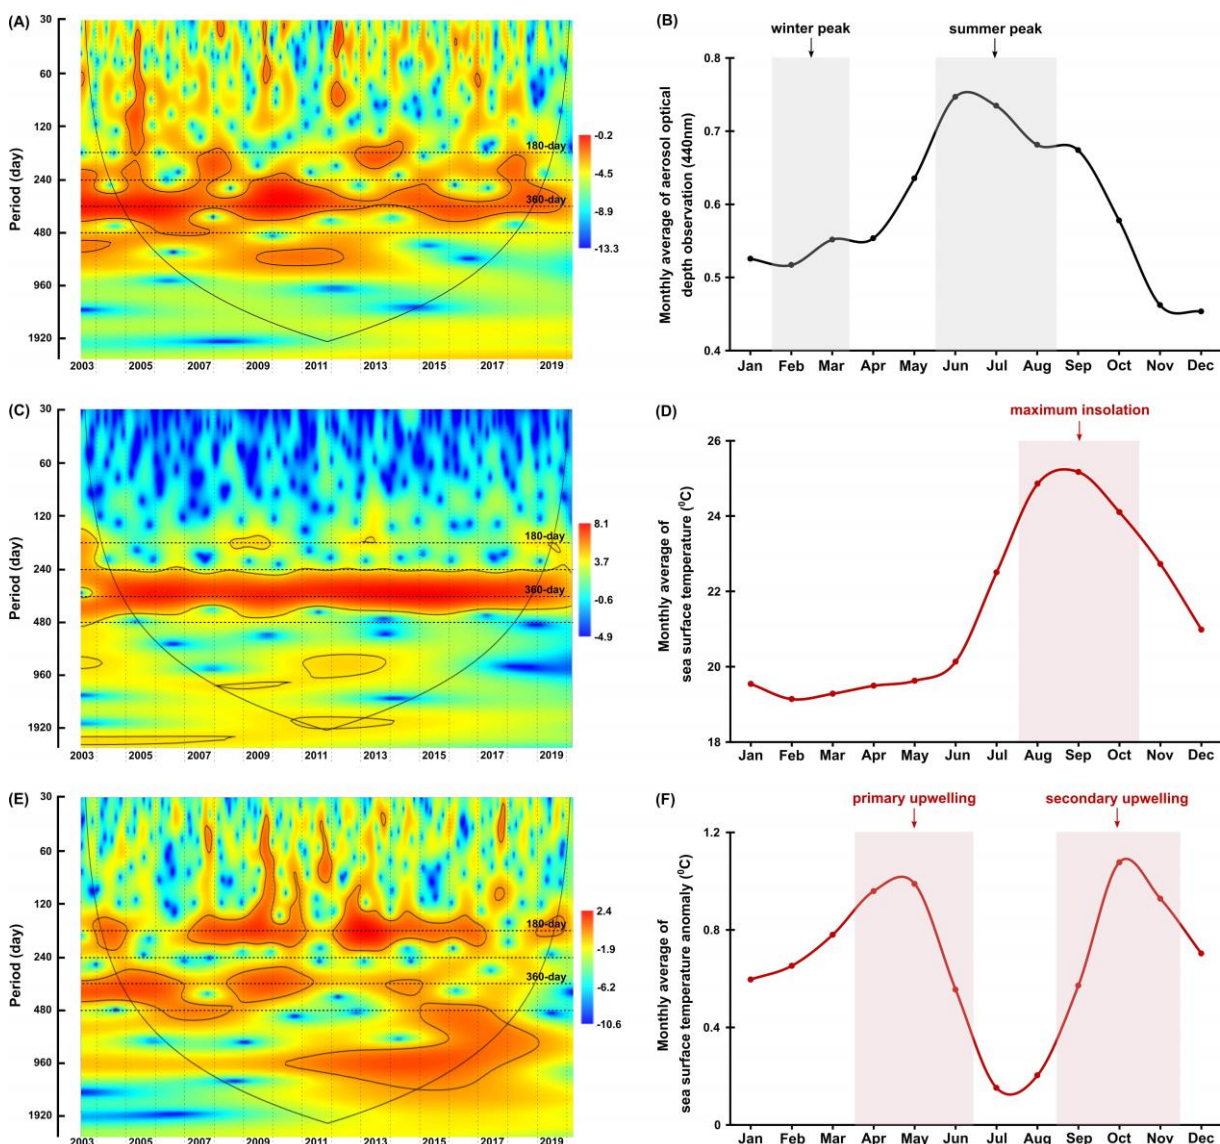 (A)
30
60
120
240
480
960
1920
Period (day)
180-day
360-day
2003 2005 2007 2009 2011 2013 2015 2017 2019
-0.2
-4.5
-8.9
-13.3
(B)
winter peak
summer peak
0.8
0.7
0.6
0.5
0.4
Monthly average of aerosol optical
depth observation (440nm)
Jan Feb Mar Apr May Jun Jul Aug Sep Oct Nov Dec
(C)
30
60
120
240
480
960
1920
Period (day)
180-day
360-day
2003 2005 2007 2009 2011 2013 2015 2017 2019
8.1
3.7
-0.6
-4.9
(D)
maximum insolation
26
24
22
20
18
Monthly average of
sea surface temperature (⁰C)
Jan Feb Mar Apr May Jun Jul Aug Sep Oct Nov Dec
(E)
30
60
120
240
480
960
1920
Period (day)
180-day
360-day
2003 2005 2007 2009 2011 2013 2015 2017 2019
2.4
-1.9
-6.2
-10.6
(F)
primary upwelling
secondary upwelling
1.2
0.8
0.4
0
Monthly average of
sea surface temperature anomaly (⁰C)
Jan Feb Mar Apr May Jun Jul Aug Sep Oct Nov Dec